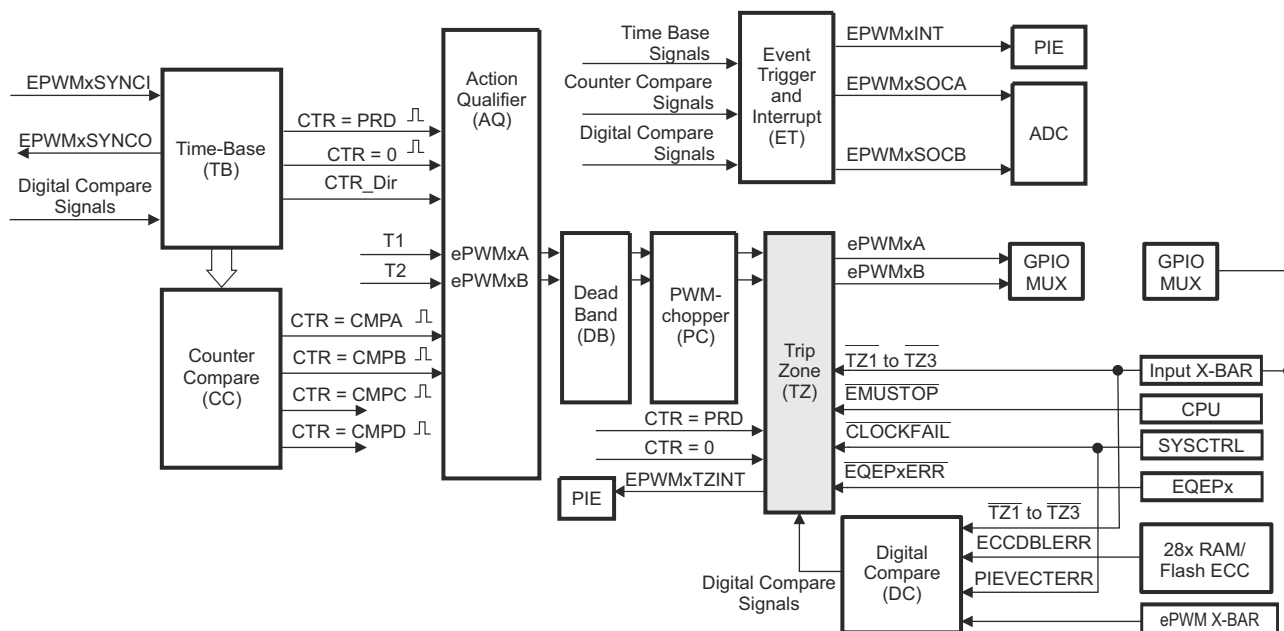 EPWMxSYNCI
EPWMxSYNCO
Digital Compare
Signals
Time-Base
(TB)
CTR = PRD
CTR = 0
CTR_Dir
T1
T2
Action
Qualifier
(AQ)
ePWMxA
ePWMxB
Counter
Compare
(CC)
CTR = CMPA
CTR = CMPB
CTR = CMPC
CTR = CMPD
Time Base
Signals
Counter Compare
Signals
Digital Compare
Signals
Event
Trigger
and
Interrupt
(ET)
EPWMxINT
EPWMxSOCA
EPWMxSOCB
PIE
ADC
Dead
Band
(DB)
PWM-
chopper
(PC)
Trip
Zone
(TZ)
ePWMxA
ePWMxB
GPIO
MUX
GPIO
MUX
TZ1 to TZ3
EMUSTOP
CLOCKFAIL
EQEPxERR
Input X-BAR
CPU
SYSCTRL
EQEPx
CTR = PRD
CTR = 0
EPWMxTZINT
PIE
Digital Compare
Signals
Digital
Compare
(DC)
TZ1 to TZ3
ECCDBLERR
PIEVECTERR
28x RAM/
Flash ECC
ePWM X-BAR